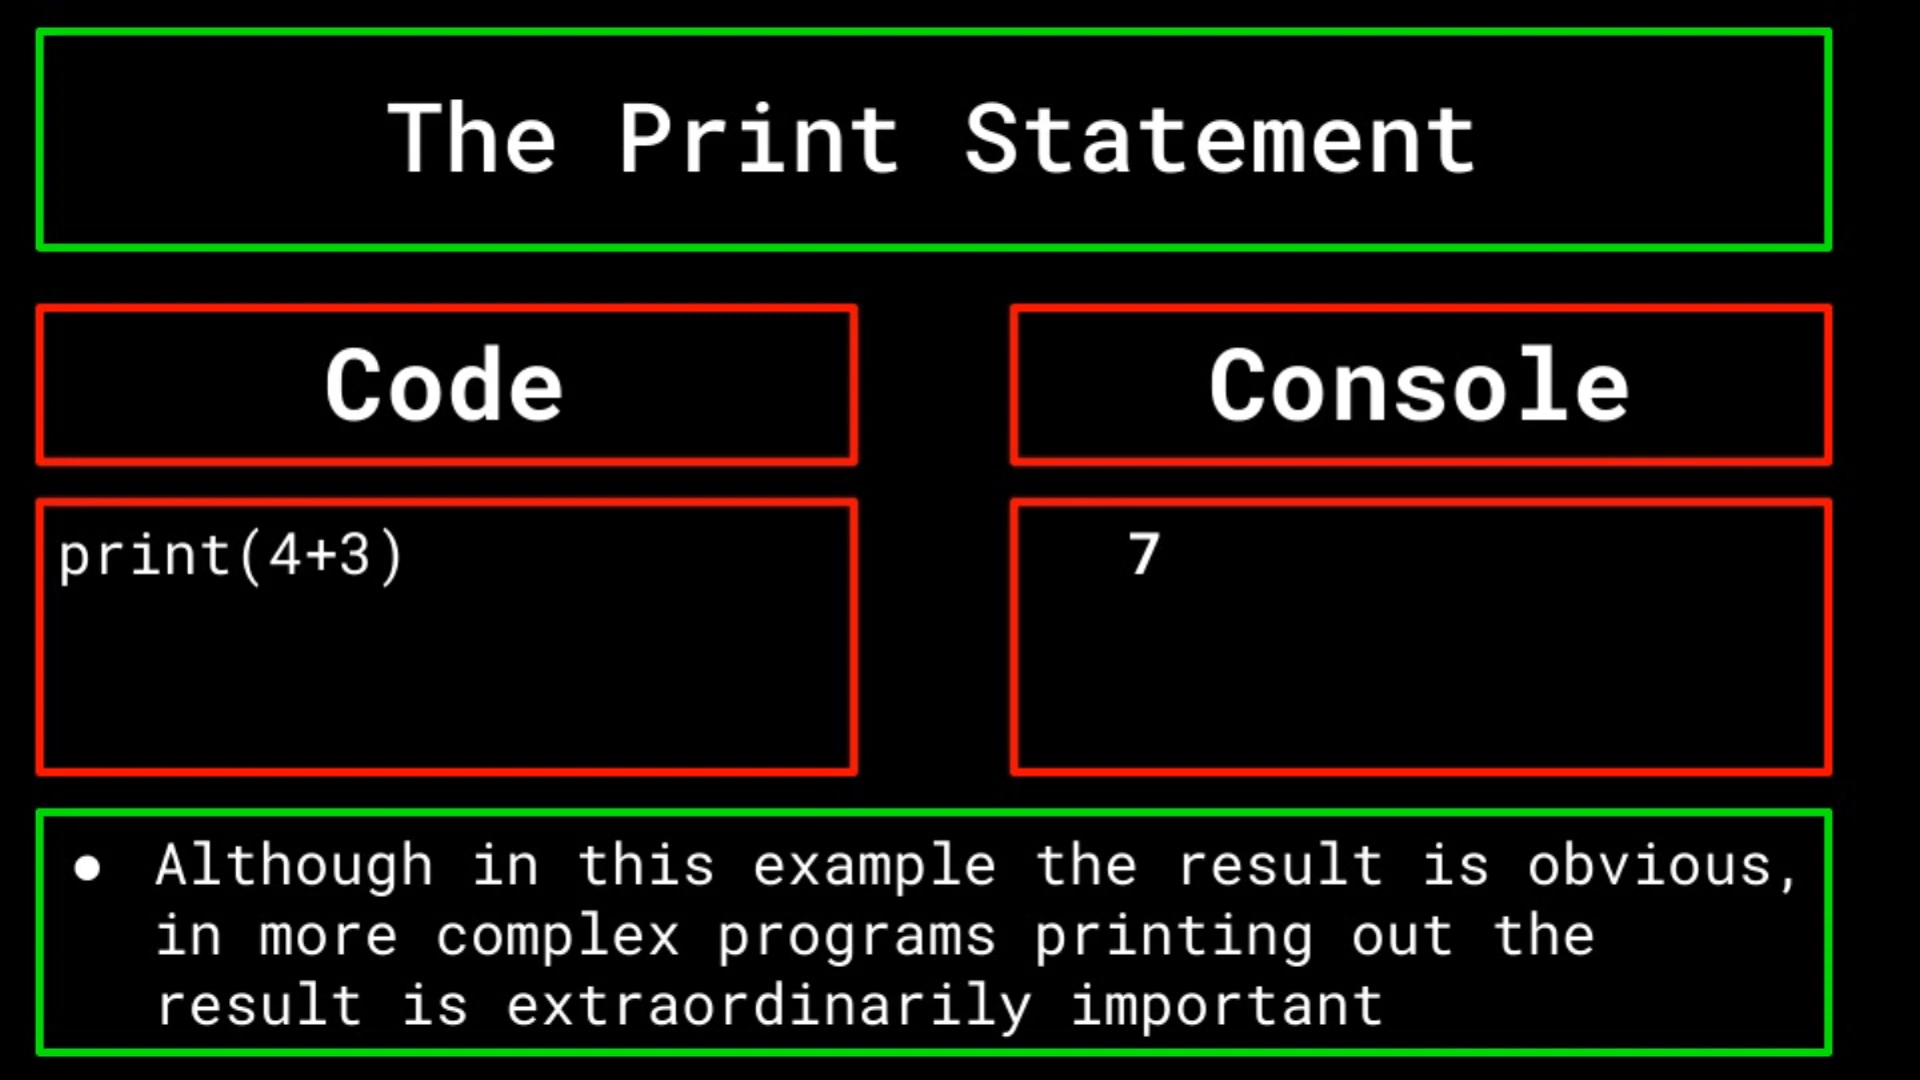 The Print Statement
Code
Console
print(4+3)
7
● Although in this example the result is obvious,
in more complex programs printing out the
result is extraordinarily important